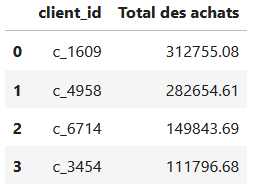 client_id Total des achats
0 c_1609 312755.08
1 c_4958 282654.61
2 c_6714 149843.69
3 c_3454 111796.68